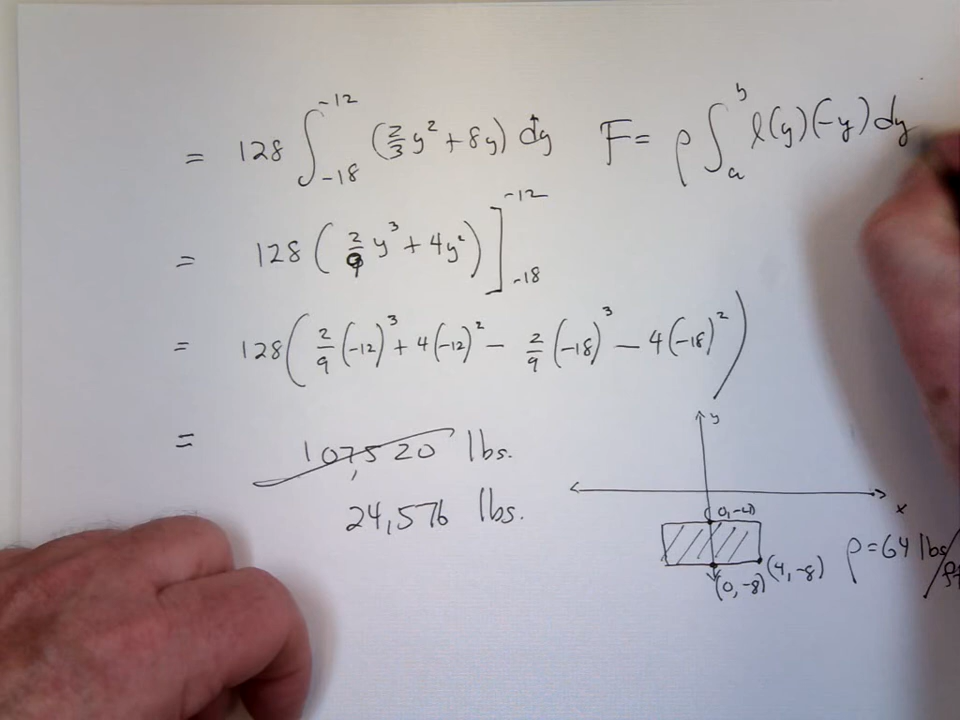 = 128 ∫_{-18}^{-12} (2/3 y² + 8y) dy F = ρ ∫_a^b l(y)(-y) dy
= 128 (2/9 y³ + 4y²) ]_{-18}^{-12}
= 128 (2/9 (-12)³ + 4(-12)² - 2/9 (-18)³ - 4(-18)²)
= 107,520 lbs.
24,576 lbs.
y
x
(0,-4)
(4,-8)
(0,-8)
ρ = 64 lbs/